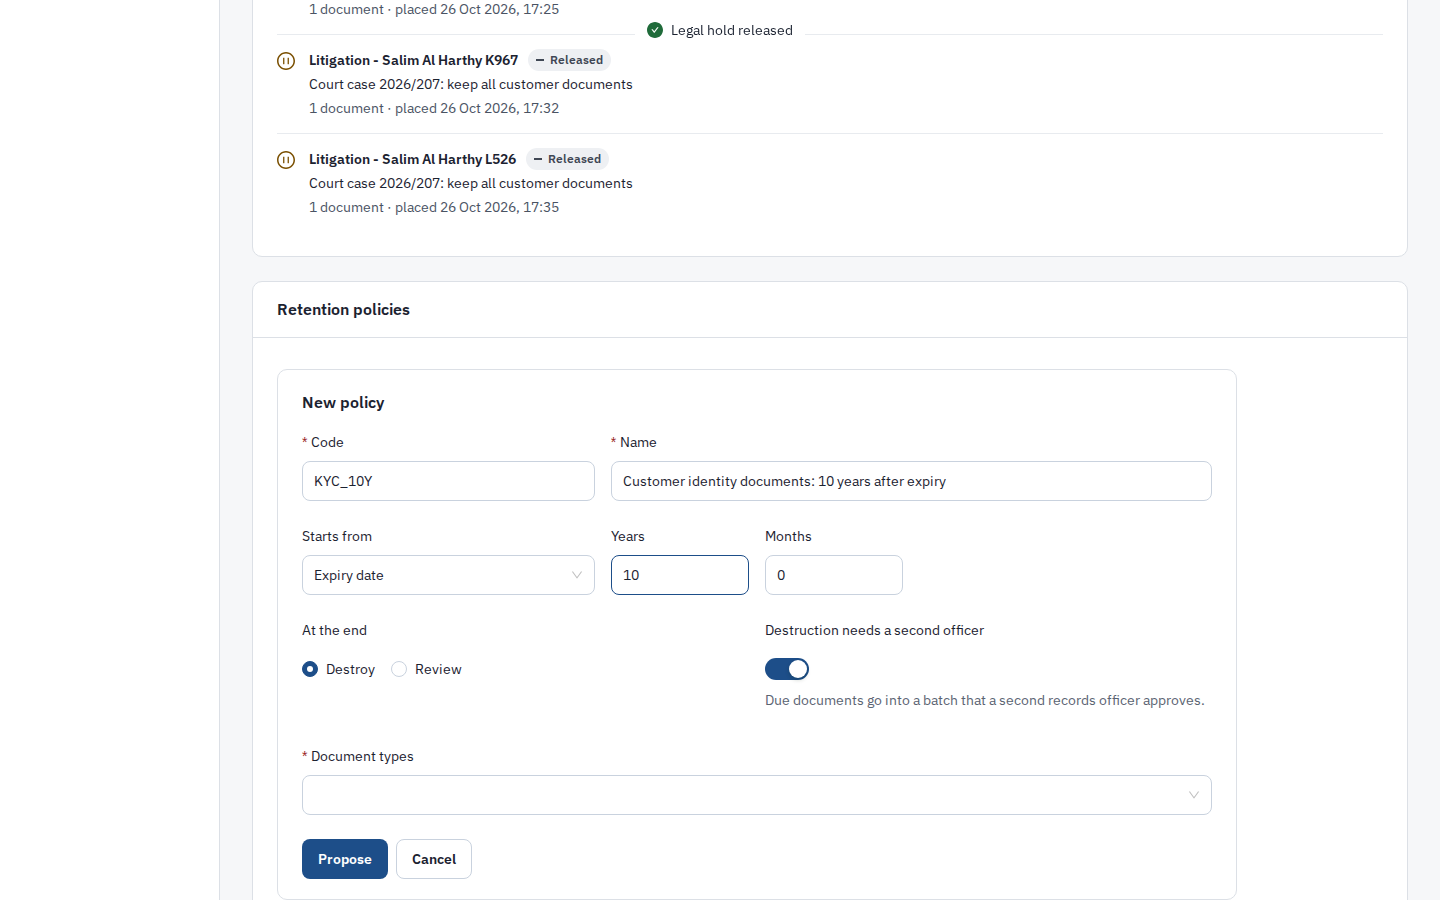 1 document · placed 26 Oct 2026, 17:25
Legal hold released
Litigation - Salim Al Harthy K967 Released
Court case 2026/207: keep all customer documents
1 document · placed 26 Oct 2026, 17:32
Litigation - Salim Al Harthy L526 Released
Court case 2026/207: keep all customer documents
1 document · placed 26 Oct 2026, 17:35
Retention policies
New policy
* Code * Name
KYC_10Y Customer identity documents: 10 years after expiry
Starts from Years Months
Expiry date 10 0
At the end Destruction needs a second officer
Destroy Review
Due documents go into a batch that a second records officer approves.
* Document types
Propose Cancel